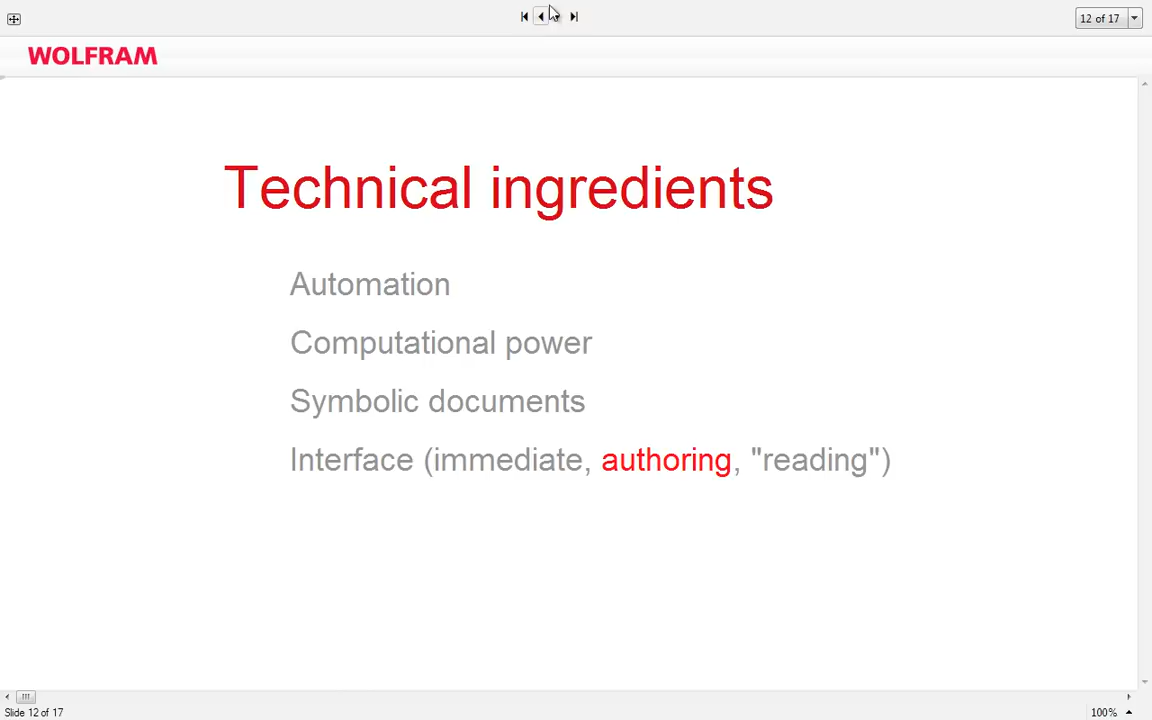 12 of 17
WOLFRAM
Technical ingredients
Automation
Computational power
Symbolic documents
Interface (immediate, authoring, "reading")
Slide 12 of 17
100%